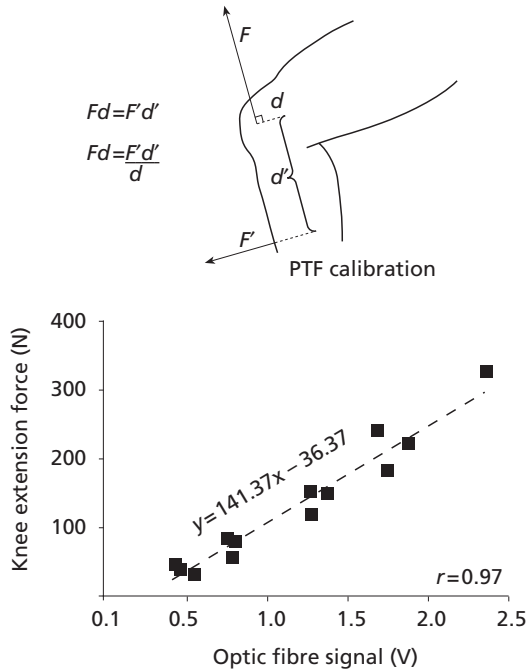 F
d
Fd=F'd'
Fd=F'd'
d
d'
F'
PTF calibration
400
300
200
100
Knee extension force (N)
y=141.37x – 36.37
r=0.97
0.1
0.5
1.0
1.5
2.0
2.5
Optic fibre signal (V)